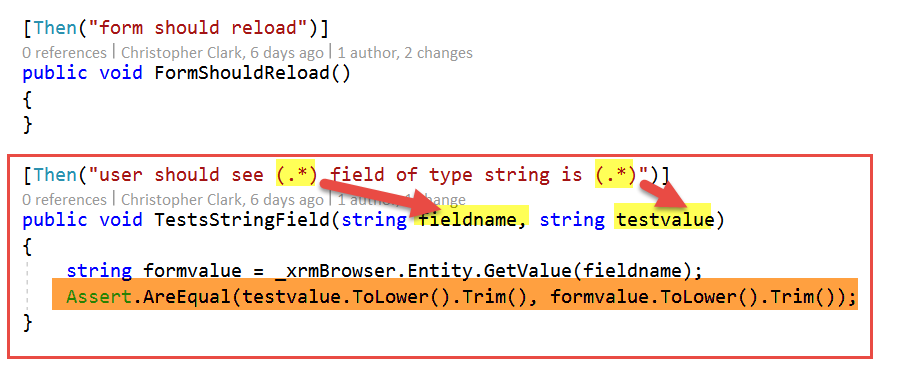 [Then("form should reload")]
0 references | Christopher Clark, 6 days ago | 1 author, 2 changes
public void FormShouldReload()
{
}
[Then("user should see (.*) field of type string is (.*)")]
0 references | Christopher Clark, 6 days ago | 1 author, 1 change
public void TestsStringField(string fieldname, string testvalue)
{
string formvalue = _xrmBrowser.Entity.GetValue(fieldname);
Assert.AreEqual(testvalue.ToLower().Trim(), formvalue.ToLower().Trim());
}